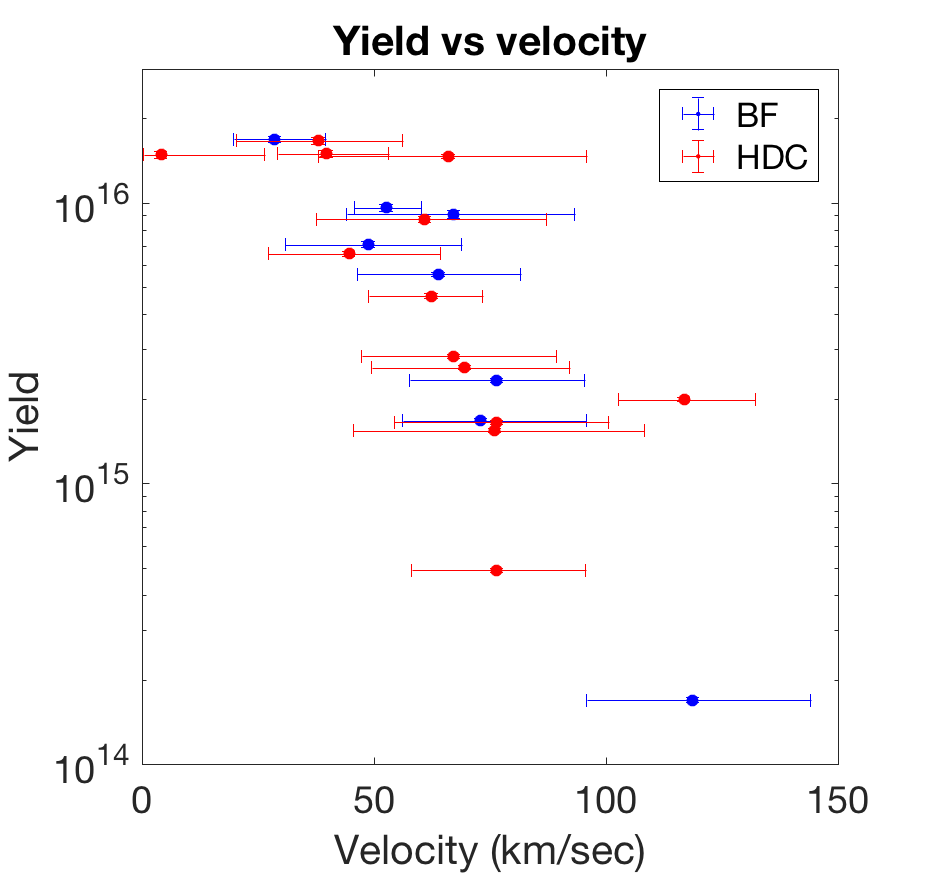 Yield vs velocity
BF
HDC
10^16
10^15
10^14
Yield
0 50 100 150
Velocity (km/sec)